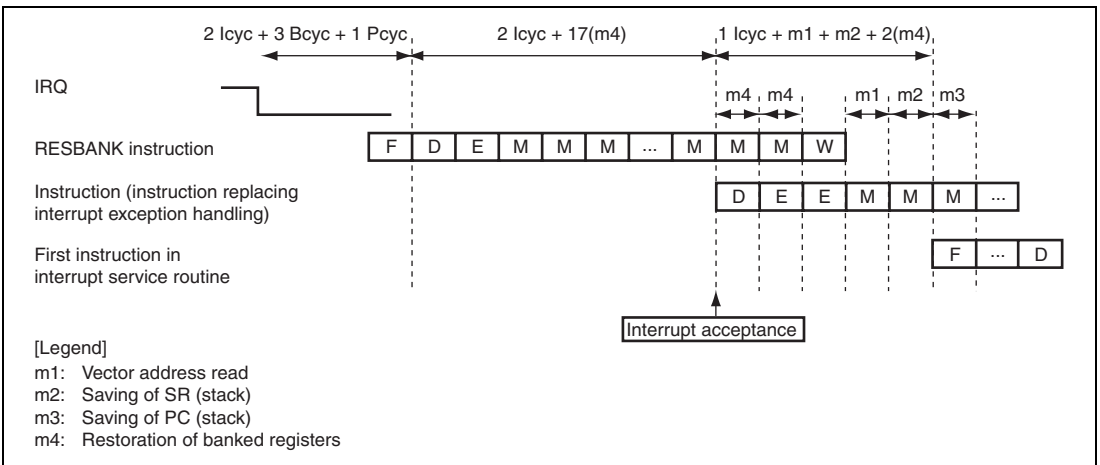 2 Icyc + 3 Bcyc + 1 Pcyc 2 Icyc + 17(m4) 1 Icyc + m1 + m2 + 2(m4)
IRQ
m4 m4 m1 m2 m3
RESBANK instruction F D E M M M ... M M M W
Instruction (instruction replacing
interrupt exception handling) D E E M M M ...
First instruction in
interrupt service routine F ... D
Interrupt acceptance
[Legend]
m1: Vector address read
m2: Saving of SR (stack)
m3: Saving of PC (stack)
m4: Restoration of banked registers